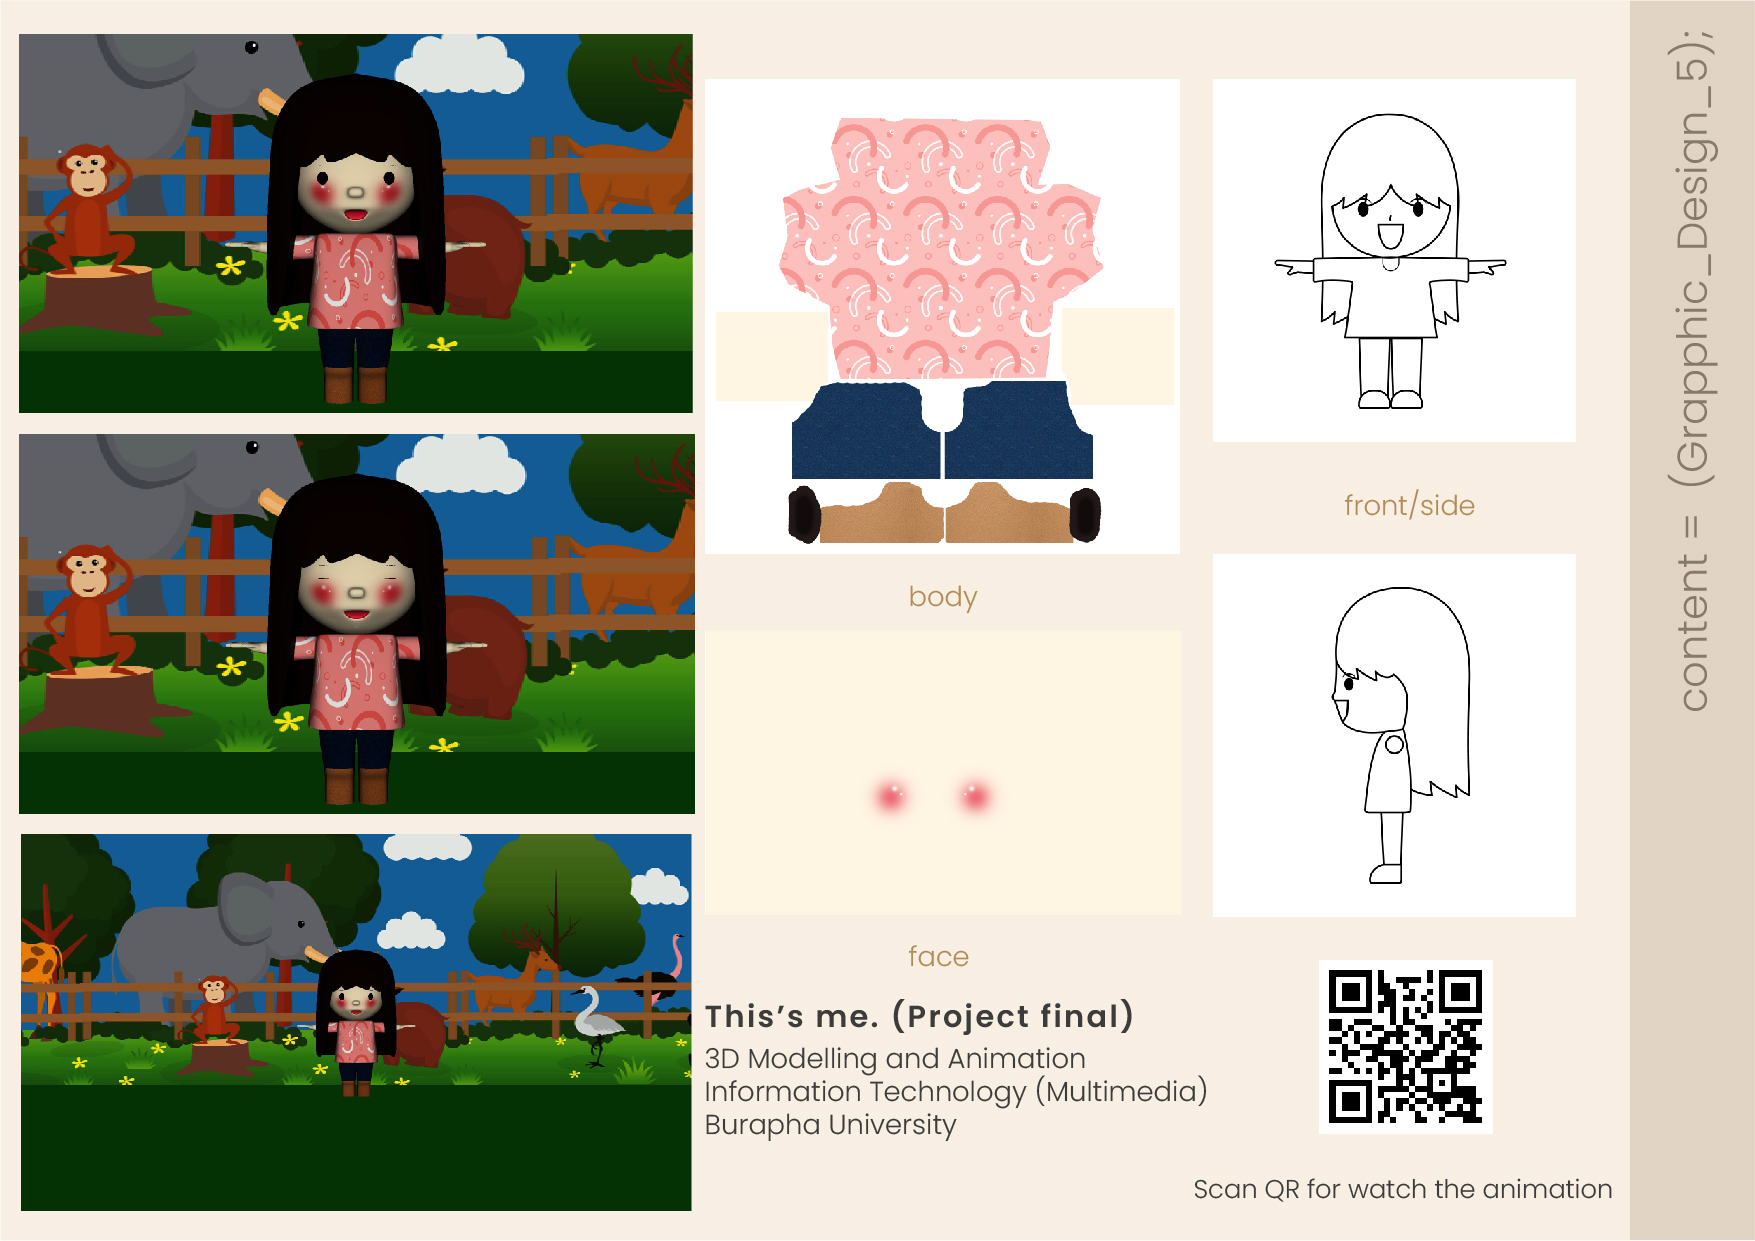 body
face
front/side
This's me. (Project final)
3D Modelling and Animation
Information Technology (Multimedia)
Burapha University
Scan QR for watch the animation
content = (Grapphic_Design_5);